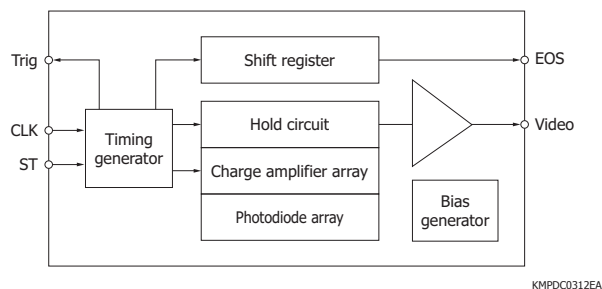 Trig
Shift register
EOS
CLK
ST
Timing
generator
Hold circuit
Video
Charge amplifier array
Photodiode array
Bias
generator
KMPDC0312EA